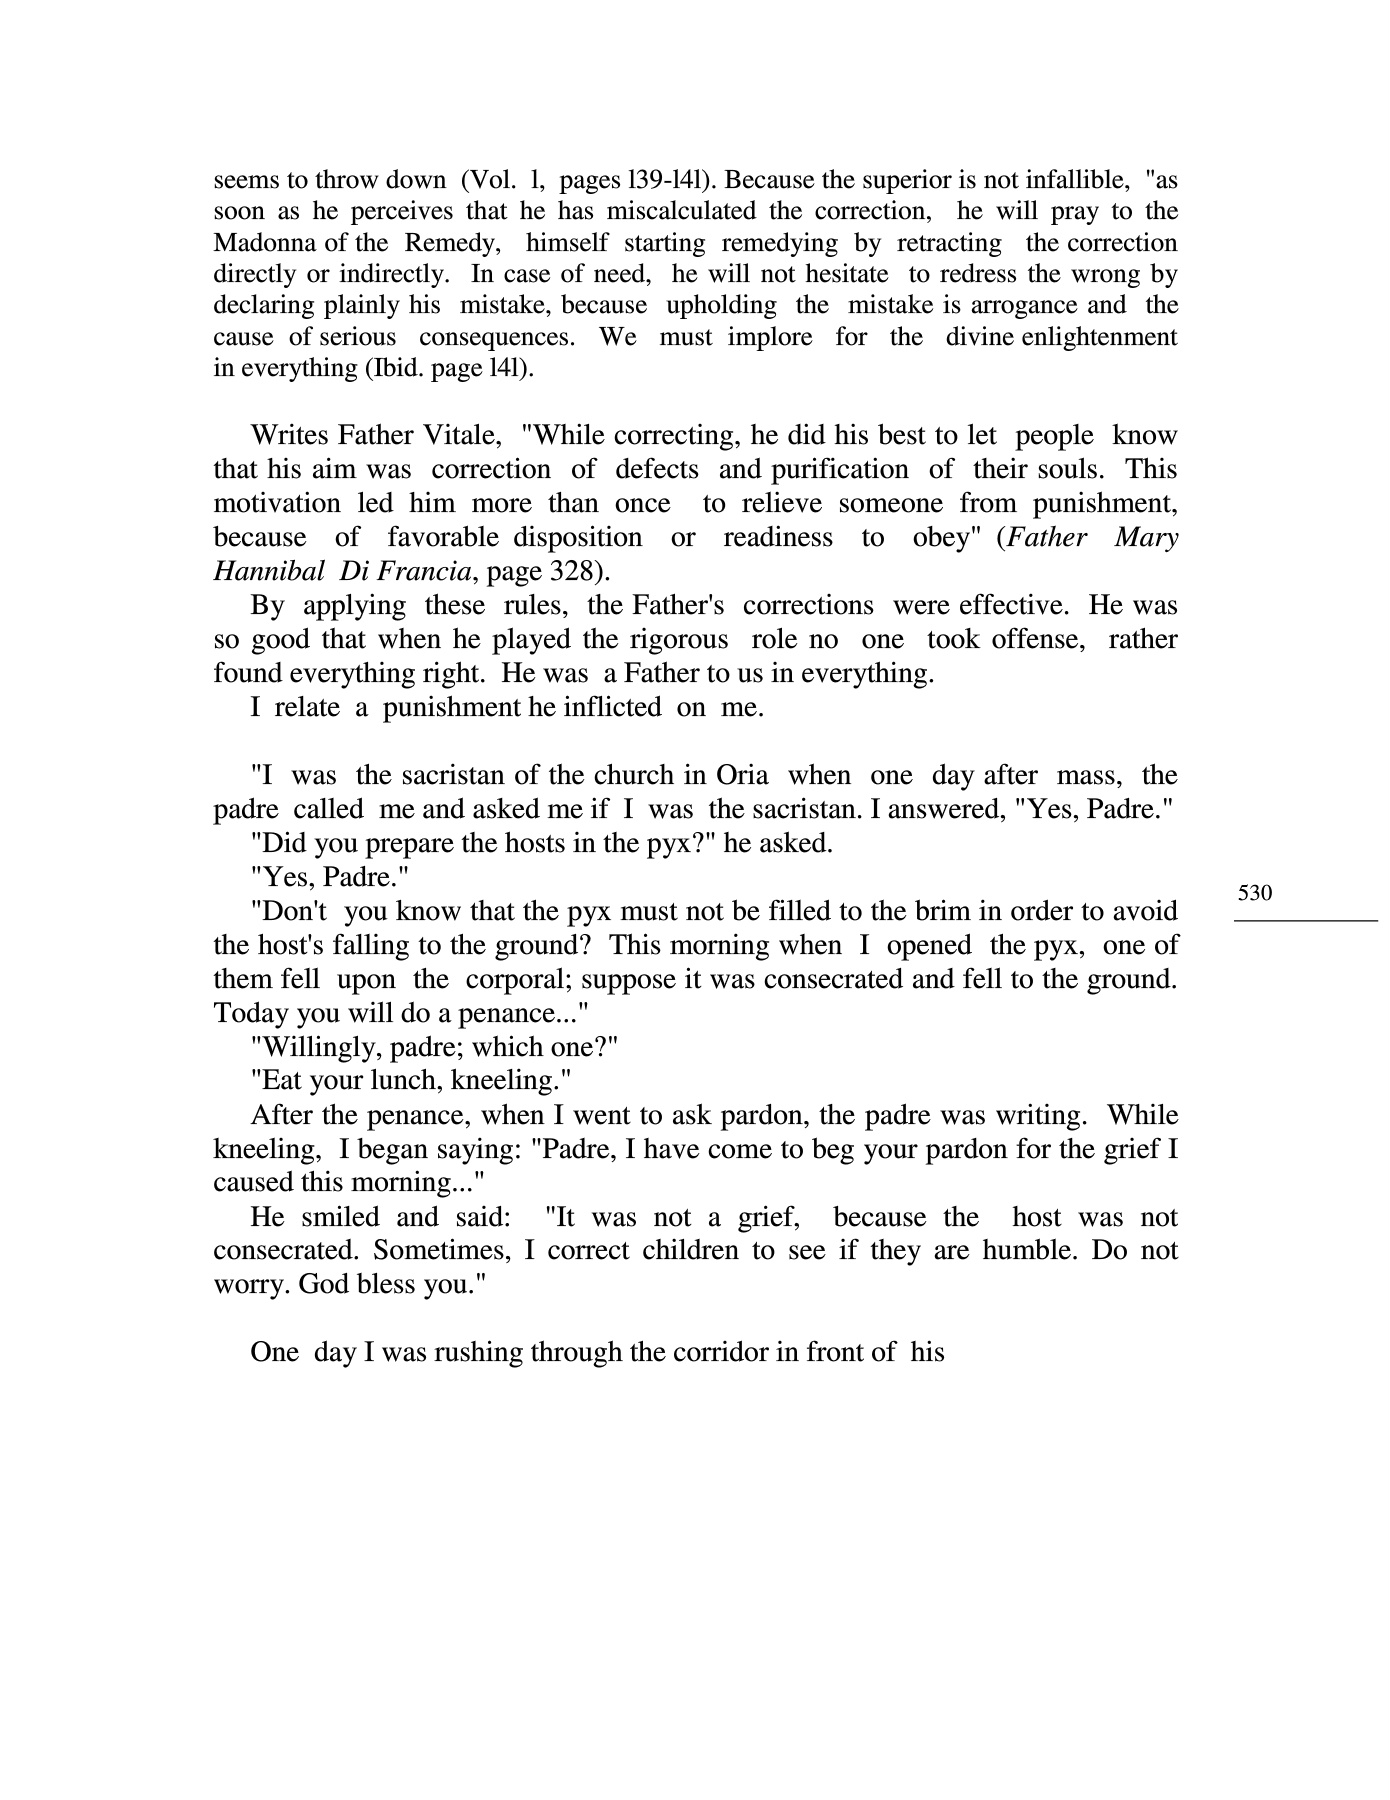 seems to throw down (Vol. l, pages l39-l4l). Because the superior is not infallible, "as
soon as he perceives that he has miscalculated the correction, he will pray to the
Madonna of the Remedy, himself starting remedying by retracting the correction
directly or indirectly. In case of need, he will not hesitate to redress the wrong by
declaring plainly his mistake, because upholding the mistake is arrogance and the
cause of serious consequences. We must implore for the divine enlightenment
in everything (Ibid. page l4l).
Writes Father Vitale, "While correcting, he did his best to let people know
that his aim was correction of defects and purification of their souls. This
motivation led him more than once to relieve someone from punishment,
because of favorable disposition or readiness to obey" (Father Mary
Hannibal Di Francia, page 328).
By applying these rules, the Father's corrections were effective. He was
so good that when he played the rigorous role no one took offense, rather
found everything right. He was a Father to us in everything.
I relate a punishment he inflicted on me.
"I was the sacristan of the church in Oria when one day after mass, the
padre called me and asked me if I was the sacristan. I answered, "Yes, Padre."
"Did you prepare the hosts in the pyx?" he asked.
"Yes, Padre."
530
"Don't you know that the pyx must not be filled to the brim in order to avoid
the host's falling to the ground? This morning when I opened the pyx, one of
them fell upon the corporal; suppose it was consecrated and fell to the ground.
Today you will do a penance..."
"Willingly, padre; which one?"
"Eat your lunch, kneeling."
After the penance, when I went to ask pardon, the padre was writing. While
kneeling, I began saying: "Padre, I have come to beg your pardon for the grief I
caused this morning..."
He smiled and said: "It was not a grief, because the host was not
consecrated. Sometimes, I correct children to see if they are humble. Do not
worry. God bless you."
One day I was rushing through the corridor in front of his